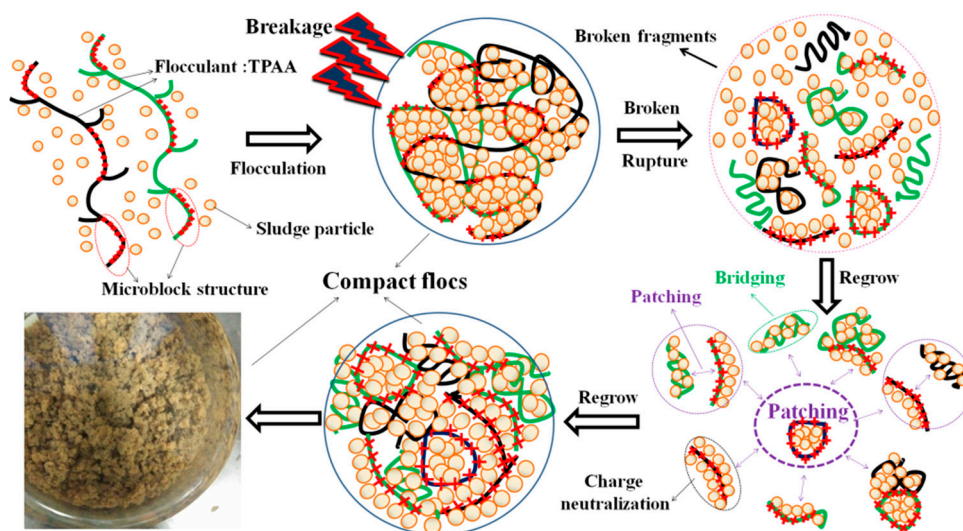 Breakage
Flocculant :TPAA
Flocculation
Sludge particle
Microblock structure
Broken fragments
Broken
Rupture
Regrow
Compact flocs
Bridging
Patching
Patching
Regrow
Charge
neutralization